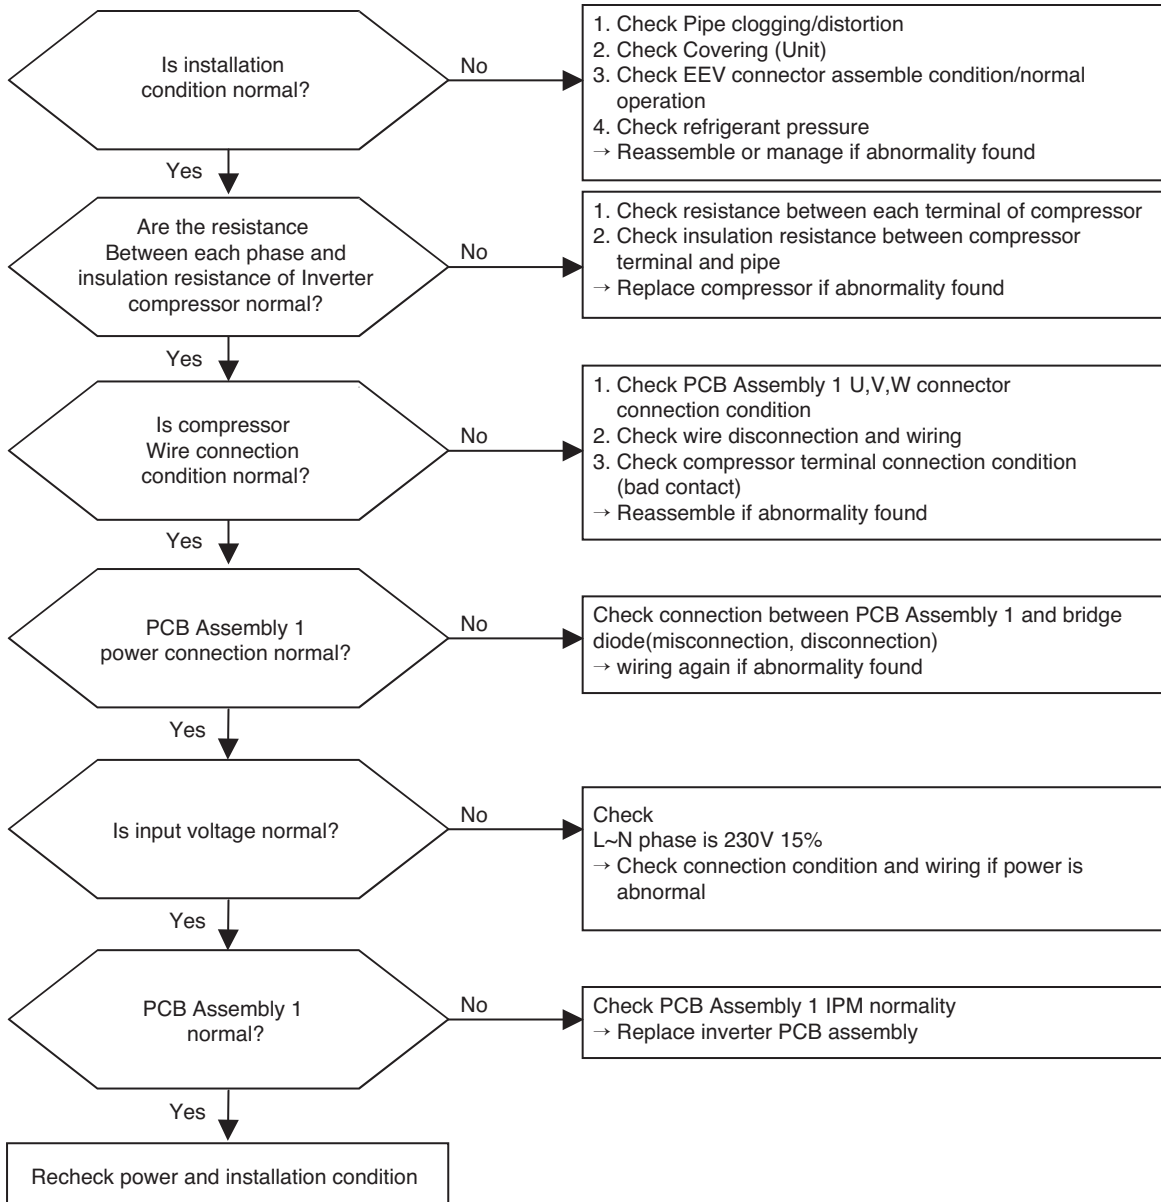 Is installation
condition normal?
No
1. Check Pipe clogging/distortion
2. Check Covering (Unit)
3. Check EEV connector assemble condition/normal
operation
4. Check refrigerant pressure
→ Reassemble or manage if abnormality found
Yes
Are the resistance
Between each phase and
insulation resistance of Inverter
compressor normal?
No
1. Check resistance between each terminal of compressor
2. Check insulation resistance between compressor
terminal and pipe
→ Replace compressor if abnormality found
Yes
Is compressor
Wire connection
condition normal?
No
1. Check PCB Assembly 1 U,V,W connector
connection condition
2. Check wire disconnection and wiring
3. Check compressor terminal connection condition
(bad contact)
→ Reassemble if abnormality found
Yes
PCB Assembly 1
power connection normal?
No
Check connection between PCB Assembly 1 and bridge
diode(misconnection, disconnection)
→ wiring again if abnormality found
Yes
Is input voltage normal?
No
Check
L~N phase is 230V 15%
→ Check connection condition and wiring if power is
abnormal
Yes
PCB Assembly 1
normal?
No
Check PCB Assembly 1 IPM normality
→ Replace inverter PCB assembly
Yes
Recheck power and installation condition